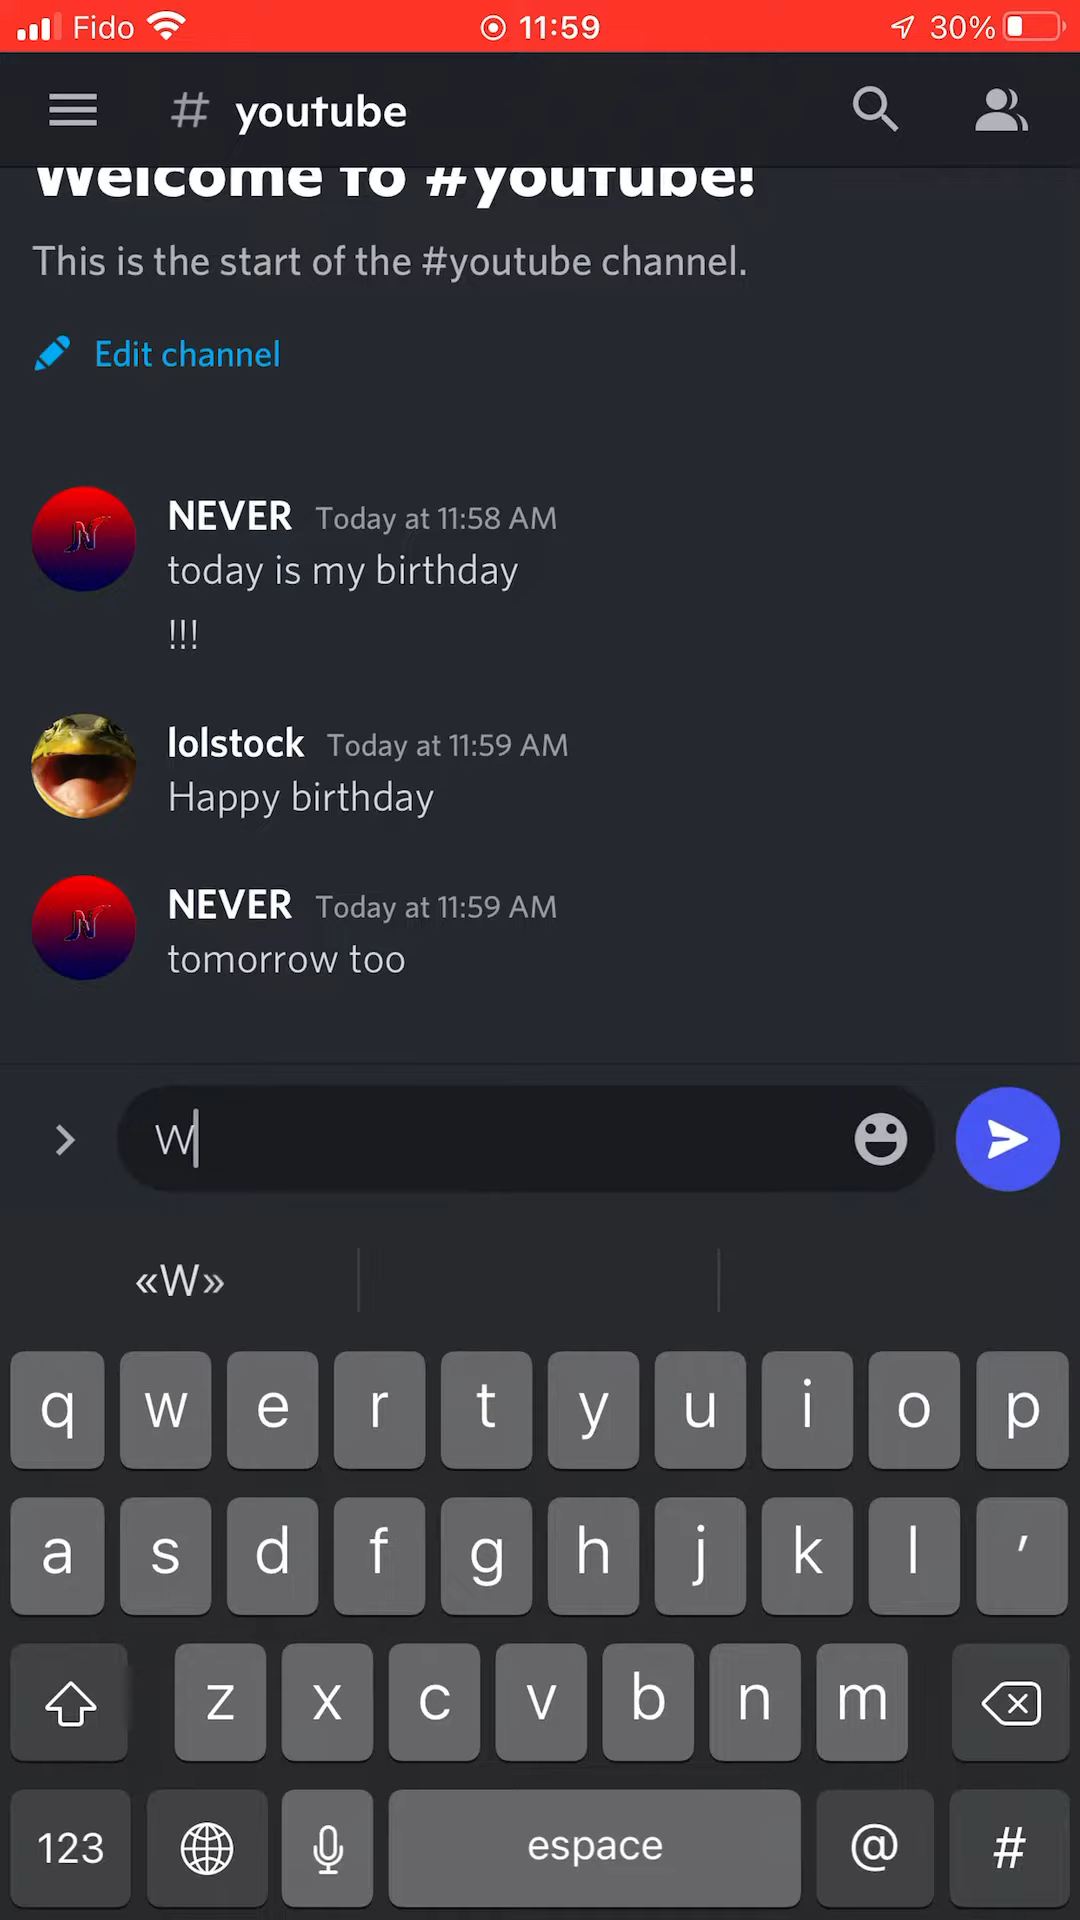 Fido 11:59 30%
# youtube
Welcome to #youtube!
This is the start of the #youtube channel.
Edit channel
NEVER Today at 11:58 AM
today is my birthday
!!!
lolstock Today at 11:59 AM
Happy birthday
NEVER Today at 11:59 AM
tomorrow too
W
«W»
q w e r t y u i o p
a s d f g h j k l ′
z x c v b n m
123 espace @ #